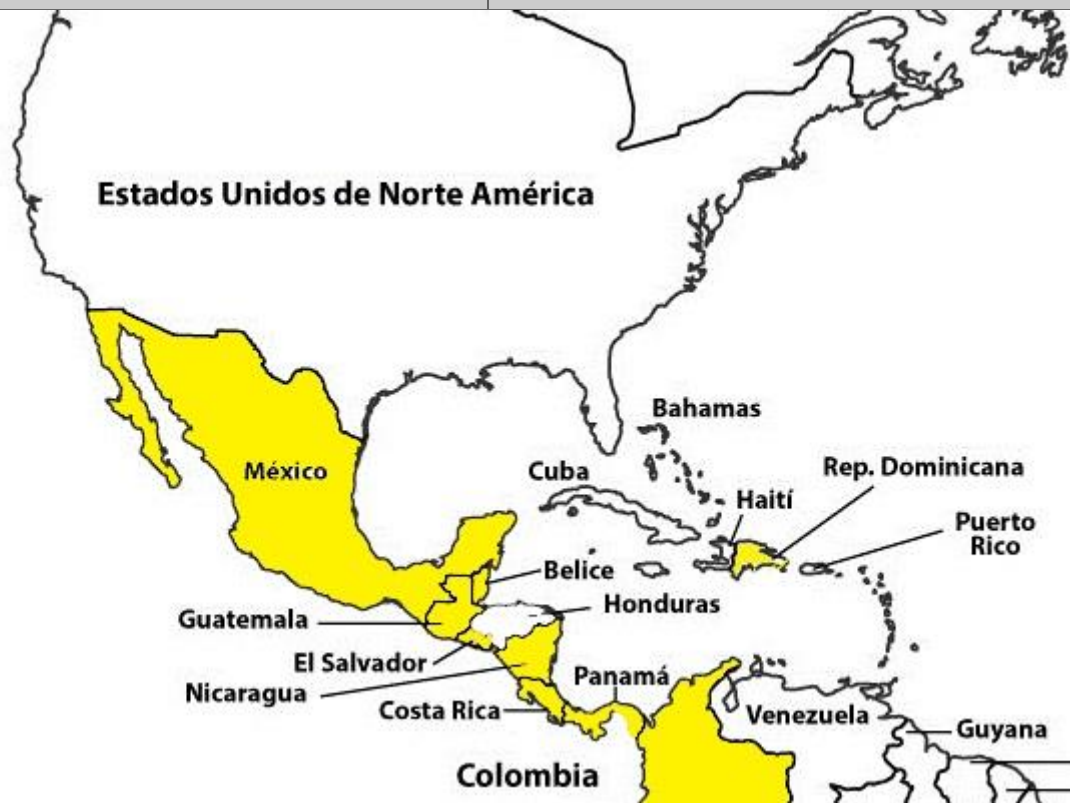 Estados Unidos de Norte América
Bahamas
México
Cuba
Rep. Dominicana
Haití
Puerto
Rico
Belice
Honduras
Guatemala
El Salvador
Nicaragua
Panamá
Costa Rica
Venezuela
Guyana
Colombia